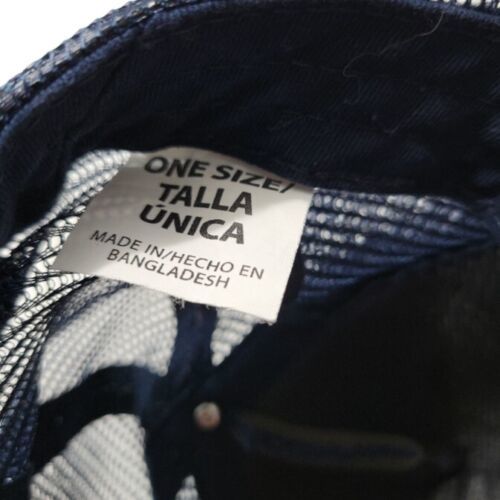 ONE SIZE/
TALLA
ÚNICA
MADE IN/HECHO EN
BANGLADESH